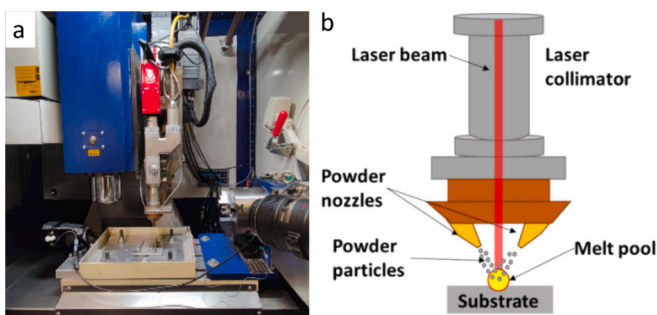 a
b
Laser beam
Laser
collimator
Powder
nozzles
Powder
particles
Melt pool
Substrate